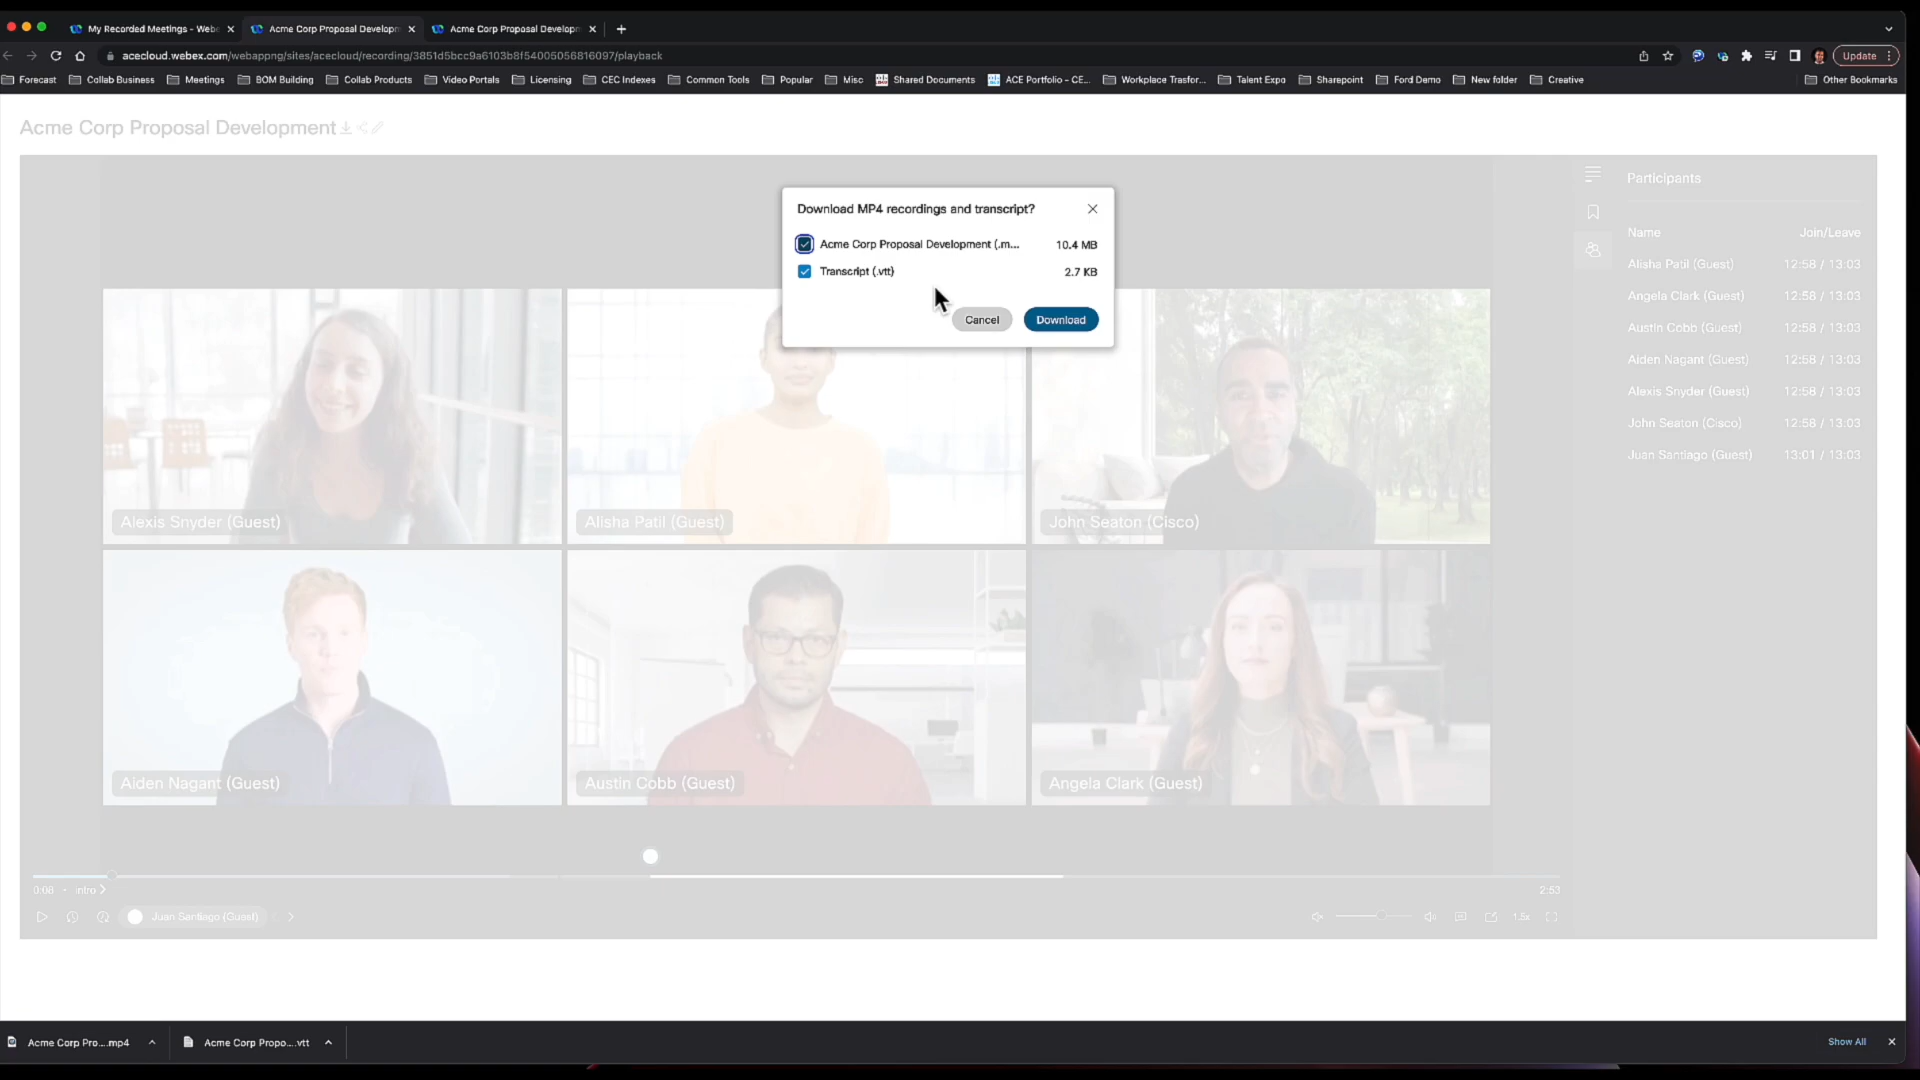 My Recorded Meetings - Webe
Acme Corp Proposal Developm
Acme Corp Proposal Developm
acecloud.webex.com/webappng/sites/acecloud/recording/3851d5bcc9a6103b8f54005056816097/playback
Update
Forecast
Collab Business
Meetings
BOM Building
Collab Products
Video Portals
Licensing
CEC Indexes
Common Tools
Popular
Misc
Shared Documents
ACE Portfolio - CE...
Workplace Trasfor...
Talent Expo
Sharepoint
Ford Demo
New folder
Creative
Other Bookmarks
Acme Corp Proposal Development
Download MP4 recordings and transcript?
Acme Corp Proposal Development (.m... 10.4 MB
Transcript (.vtt) 2.7 KB
Cancel
Download
Participants
Name Join/Leave
Alisha Patil (Guest) 12:58 / 13:03
Angela Clark (Guest) 12:58 / 13:03
Austin Cobb (Guest) 12:58 / 13:03
Aiden Nagant (Guest) 12:58 / 13:03
Alexis Snyder (Guest) 12:58 / 13:03
John Seaton (Cisco) 12:58 / 13:03
Juan Santiago (Guest) 13:01 / 13:03
Alexis Snyder (Guest)
Alisha Patil (Guest)
John Seaton (Cisco)
Aiden Nagant (Guest)
Austin Cobb (Guest)
Angela Clark (Guest)
0:08 • Intro
2:53
Juan Santiago (Guest)
1.5x
Acme Corp Pro....mp4
Acme Corp Propo....vtt
Show All